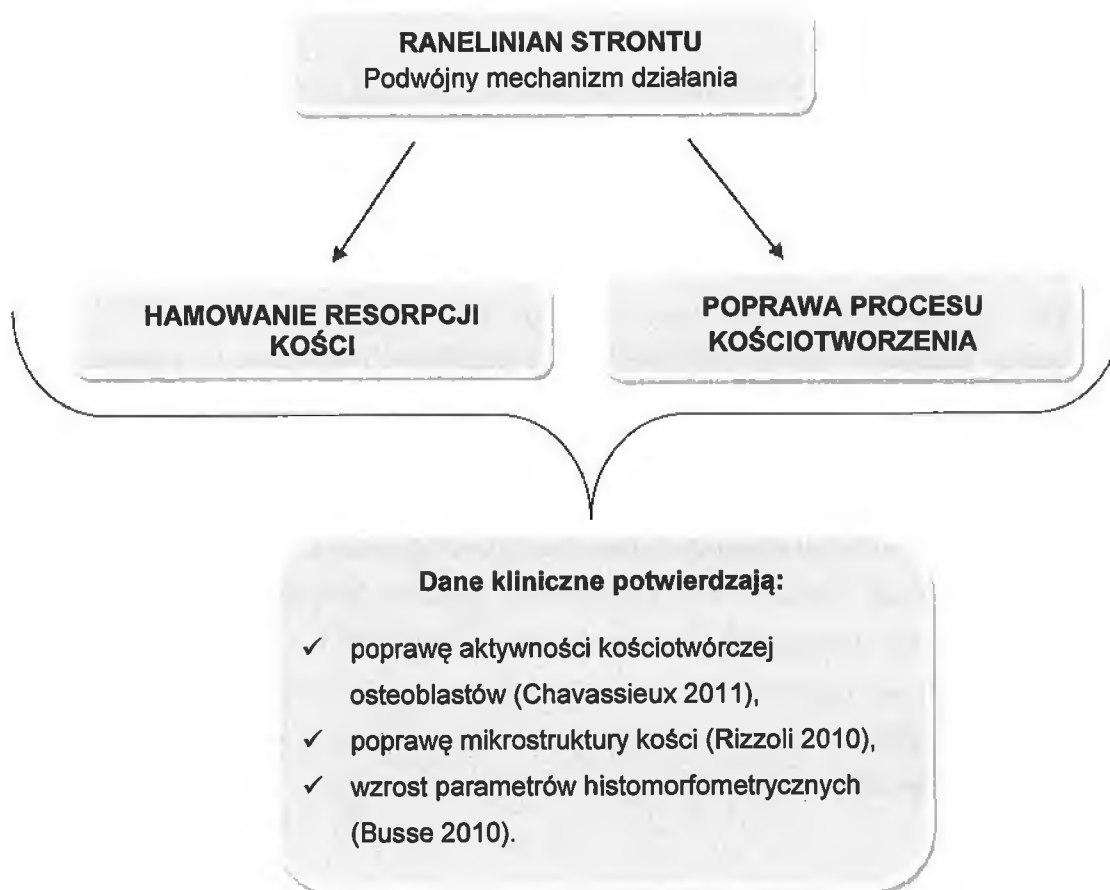 RANELINIAN STRONTU
Podwójny mechanizm działania
HAMOWANIE RESORPCJI
KOŚCI
POPRAWA PROCESU
KOŚCIOTWORZENIA
Dane kliniczne potwierdzają:
✓ poprawę aktywności kościotwórczej
osteoblastów (Chavassieux 2011),
✓ poprawę mikrostruktury kości (Rizzoli 2010),
✓ wzrost parametrów histomorfometrycznych
(Busse 2010).